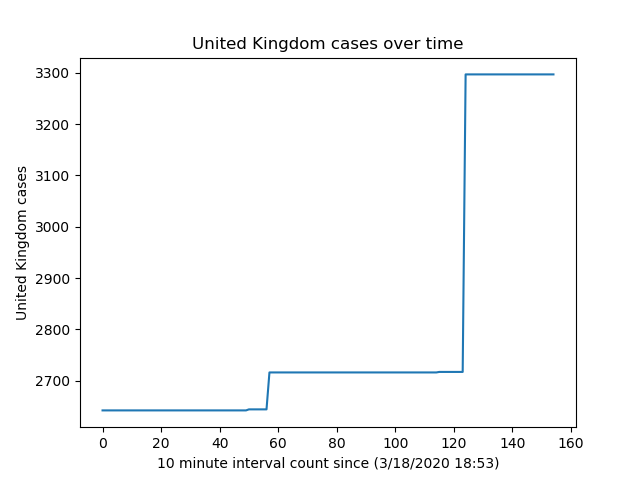 United Kingdom cases over time
3300
3200
3100
3000
2900
2800
2700
United Kingdom cases
0 20 40 60 80 100 120 140 160
10 minute interval count since (3/18/2020 18:53)